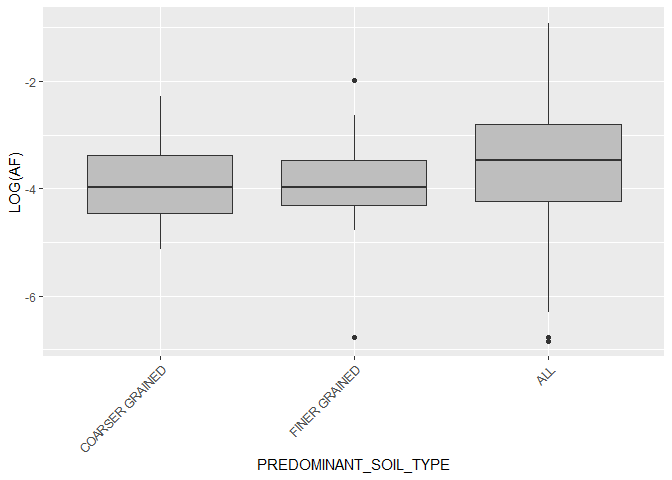 LOG(AF)
-2
-4
-6
COARSER GRAINED
FINER GRAINED
ALL
PREDOMINANT_SOIL_TYPE